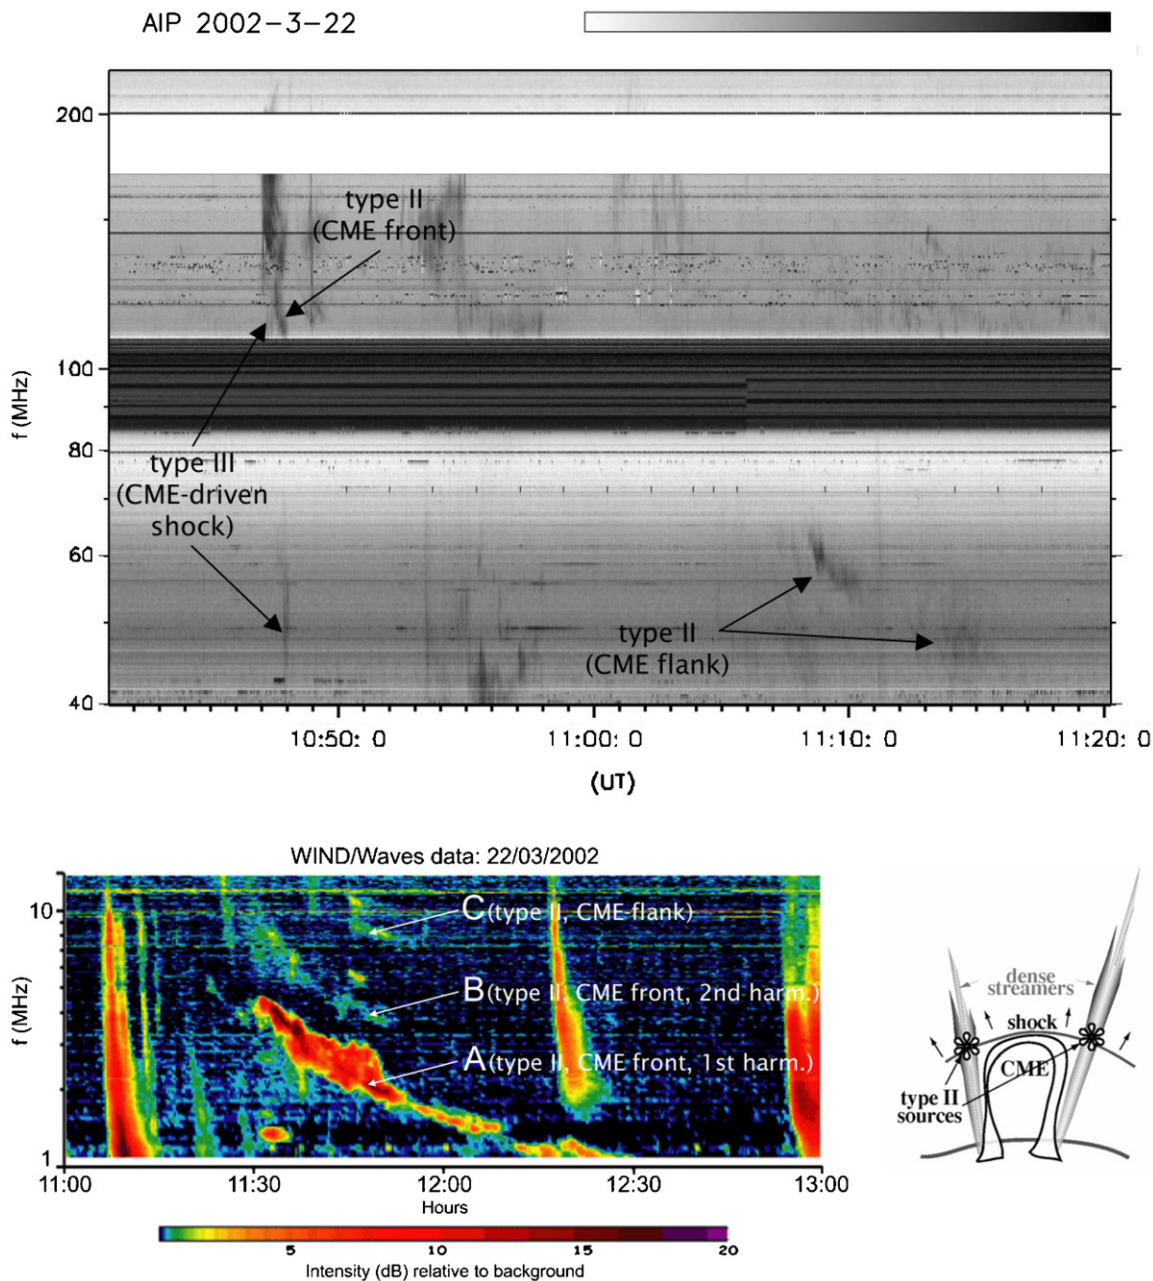 AIP 2002-3-22
200
type II
(CME front)
100
f (MHz)
80
type III
(CME-driven
shock)
60
type II
(CME flank)
40
10:50: 0
11:00: 0
11:10: 0
11:20: 0
(UT)
WIND/Waves data: 22/03/2002
10
C(type II, CME-flank)
f (MHz)
B(type II, CME front, 2nd harm.)
A(type II, CME front, 1st harm.)
1
11:00
11:30
12:00
12:30
13:00
Hours
5
10
15
20
Intensity (dB) relative to background
dense
streamers
shock
CME
type II
sources